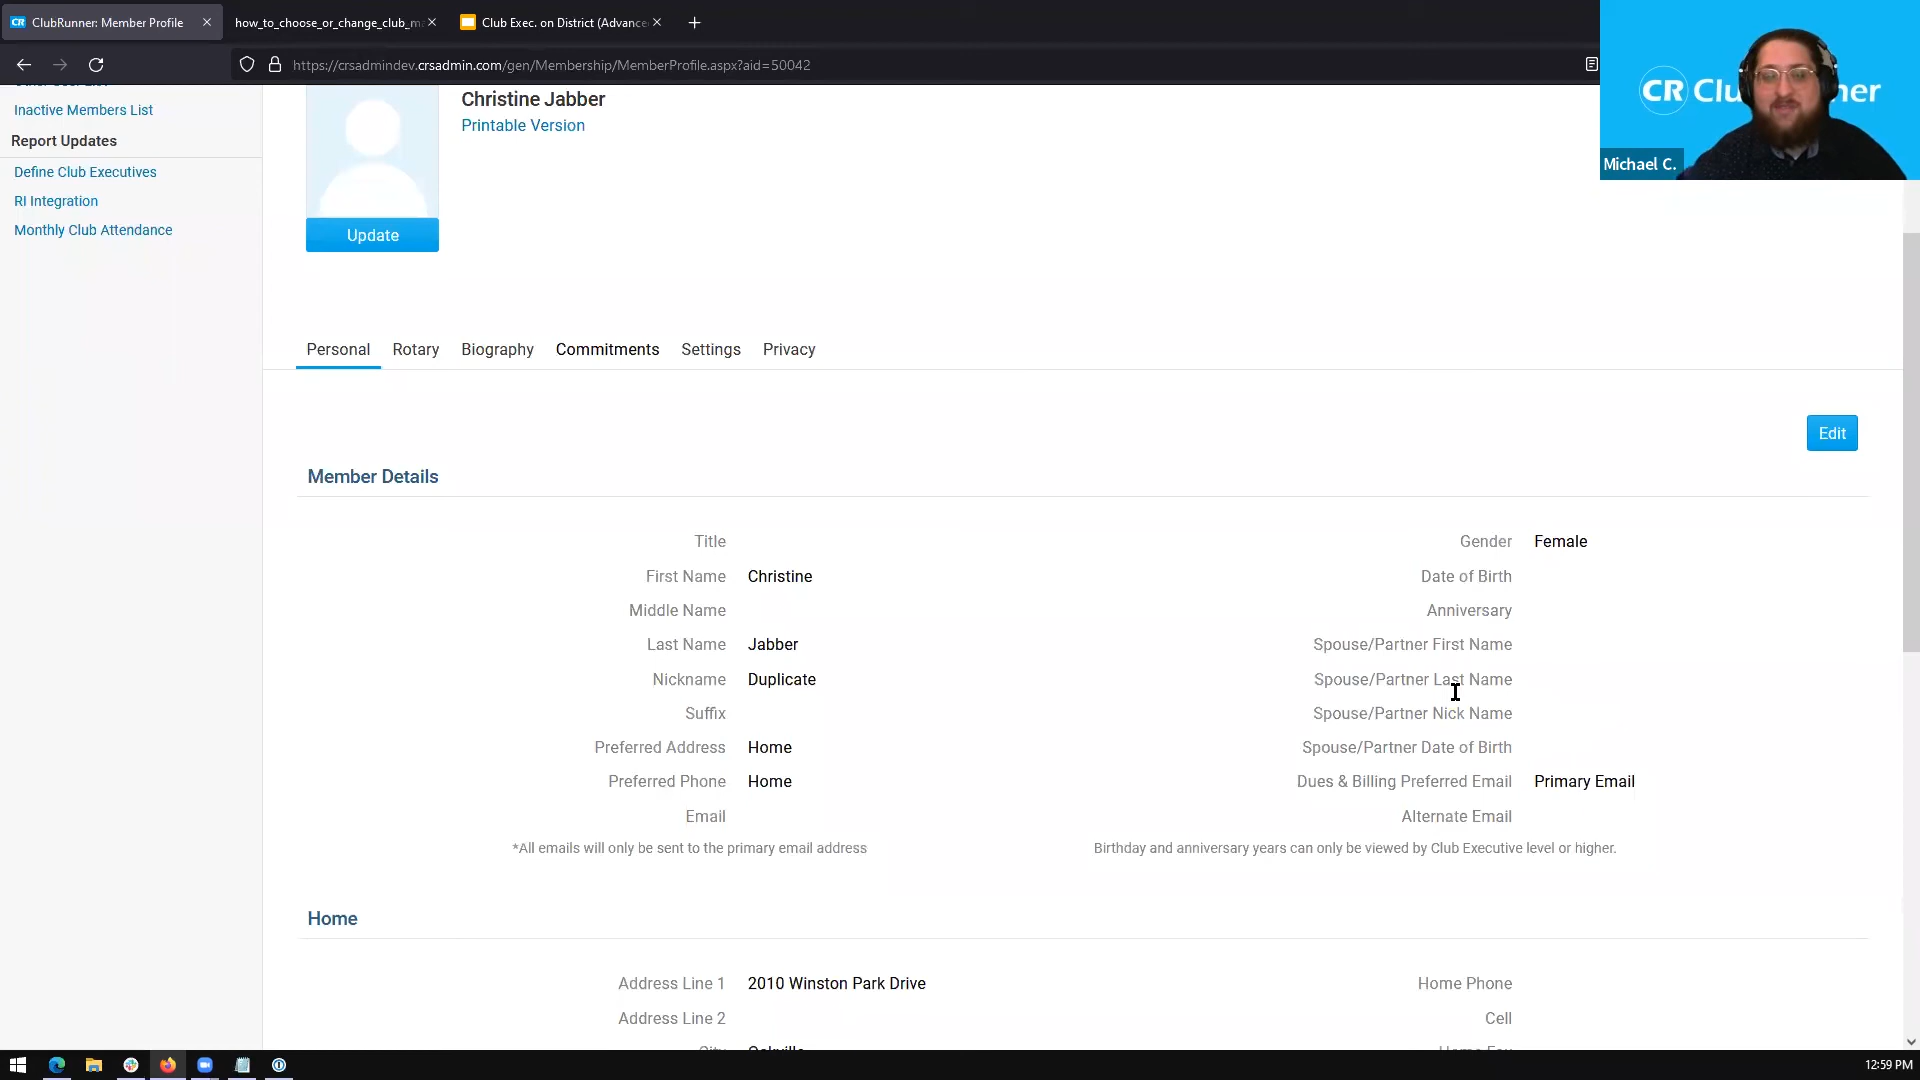 ClubRunner: Member Profile
how_to_choose_or_change_club_m
Club Exec. on District (Advance
https://crsadmindev.crsadmin.com/gen/Membership/MemberProfile.aspx?aid=50042
Inactive Members List
Report Updates
Define Club Executives
RI Integration
Monthly Club Attendance
Christine Jabber
Printable Version
Update
CR Clu ner
Michael C.
Personal Rotary Biography Commitments Settings Privacy
Edit
Member Details
Title
Gender Female
First Name Christine
Date of Birth
Middle Name
Anniversary
Last Name Jabber
Spouse/Partner First Name
Nickname Duplicate
Spouse/Partner Last Name
Suffix
Spouse/Partner Nick Name
Preferred Address Home
Spouse/Partner Date of Birth
Preferred Phone Home
Dues & Billing Preferred Email Primary Email
Email
Alternate Email
*All emails will only be sent to the primary email address
Birthday and anniversary years can only be viewed by Club Executive level or higher.
Home
Address Line 1 2010 Winston Park Drive
Home Phone
Address Line 2
Cell
12:59 PM